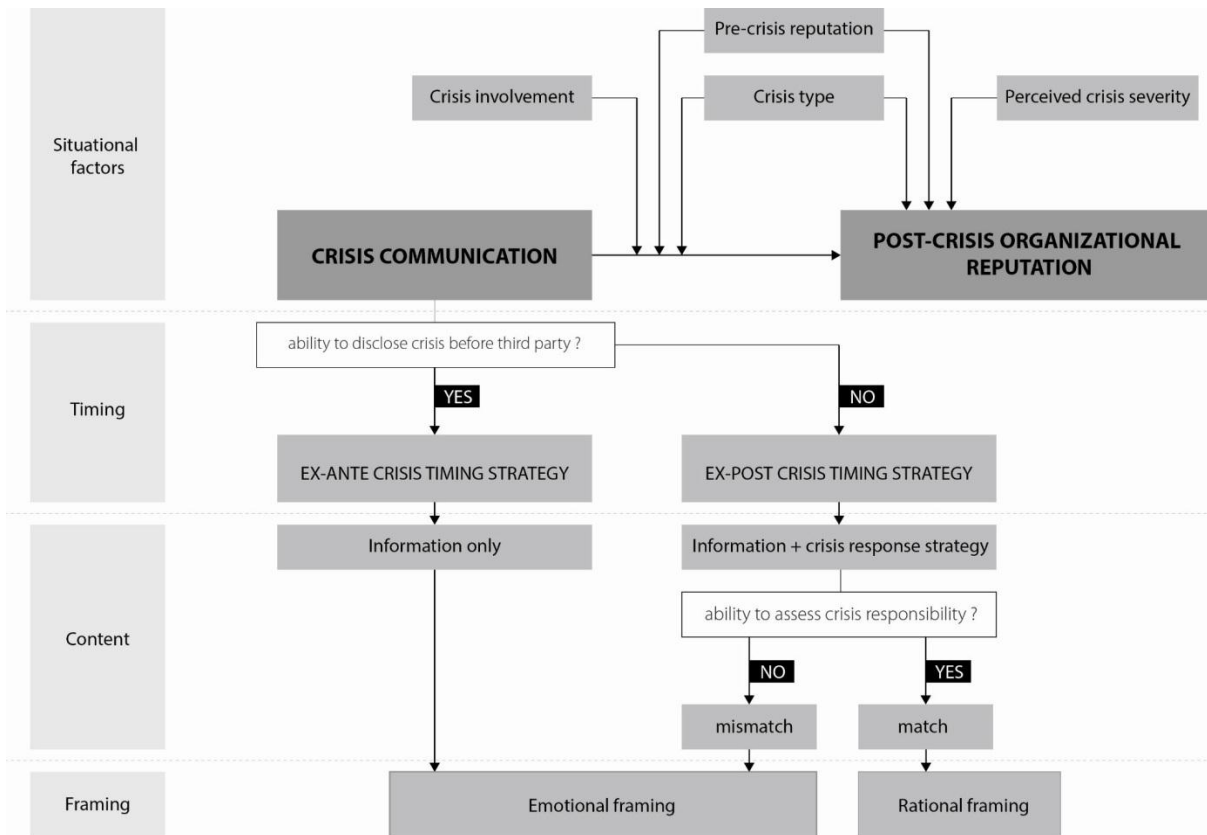 Pre-crisis reputation
Crisis involvement
Crisis type
Perceived crisis severity
Situational
factors
CRISIS COMMUNICATION
POST-CRISIS ORGANIZATIONAL
REPUTATION
ability to disclose crisis before third party ?
Timing
YES
NO
EX-ANTE CRISIS TIMING STRATEGY
EX-POST CRISIS TIMING STRATEGY
Content
Information only
Information + crisis response strategy
ability to assess crisis responsibility ?
NO
YES
mismatch
match
Framing
Emotional framing
Rational framing